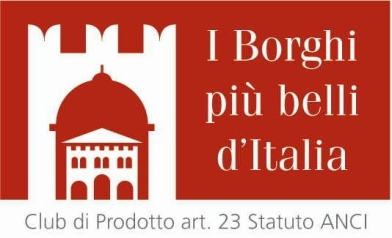 I Borghi
più belli
d'Italia
Club di Prodotto art. 23 Statuto ANCI